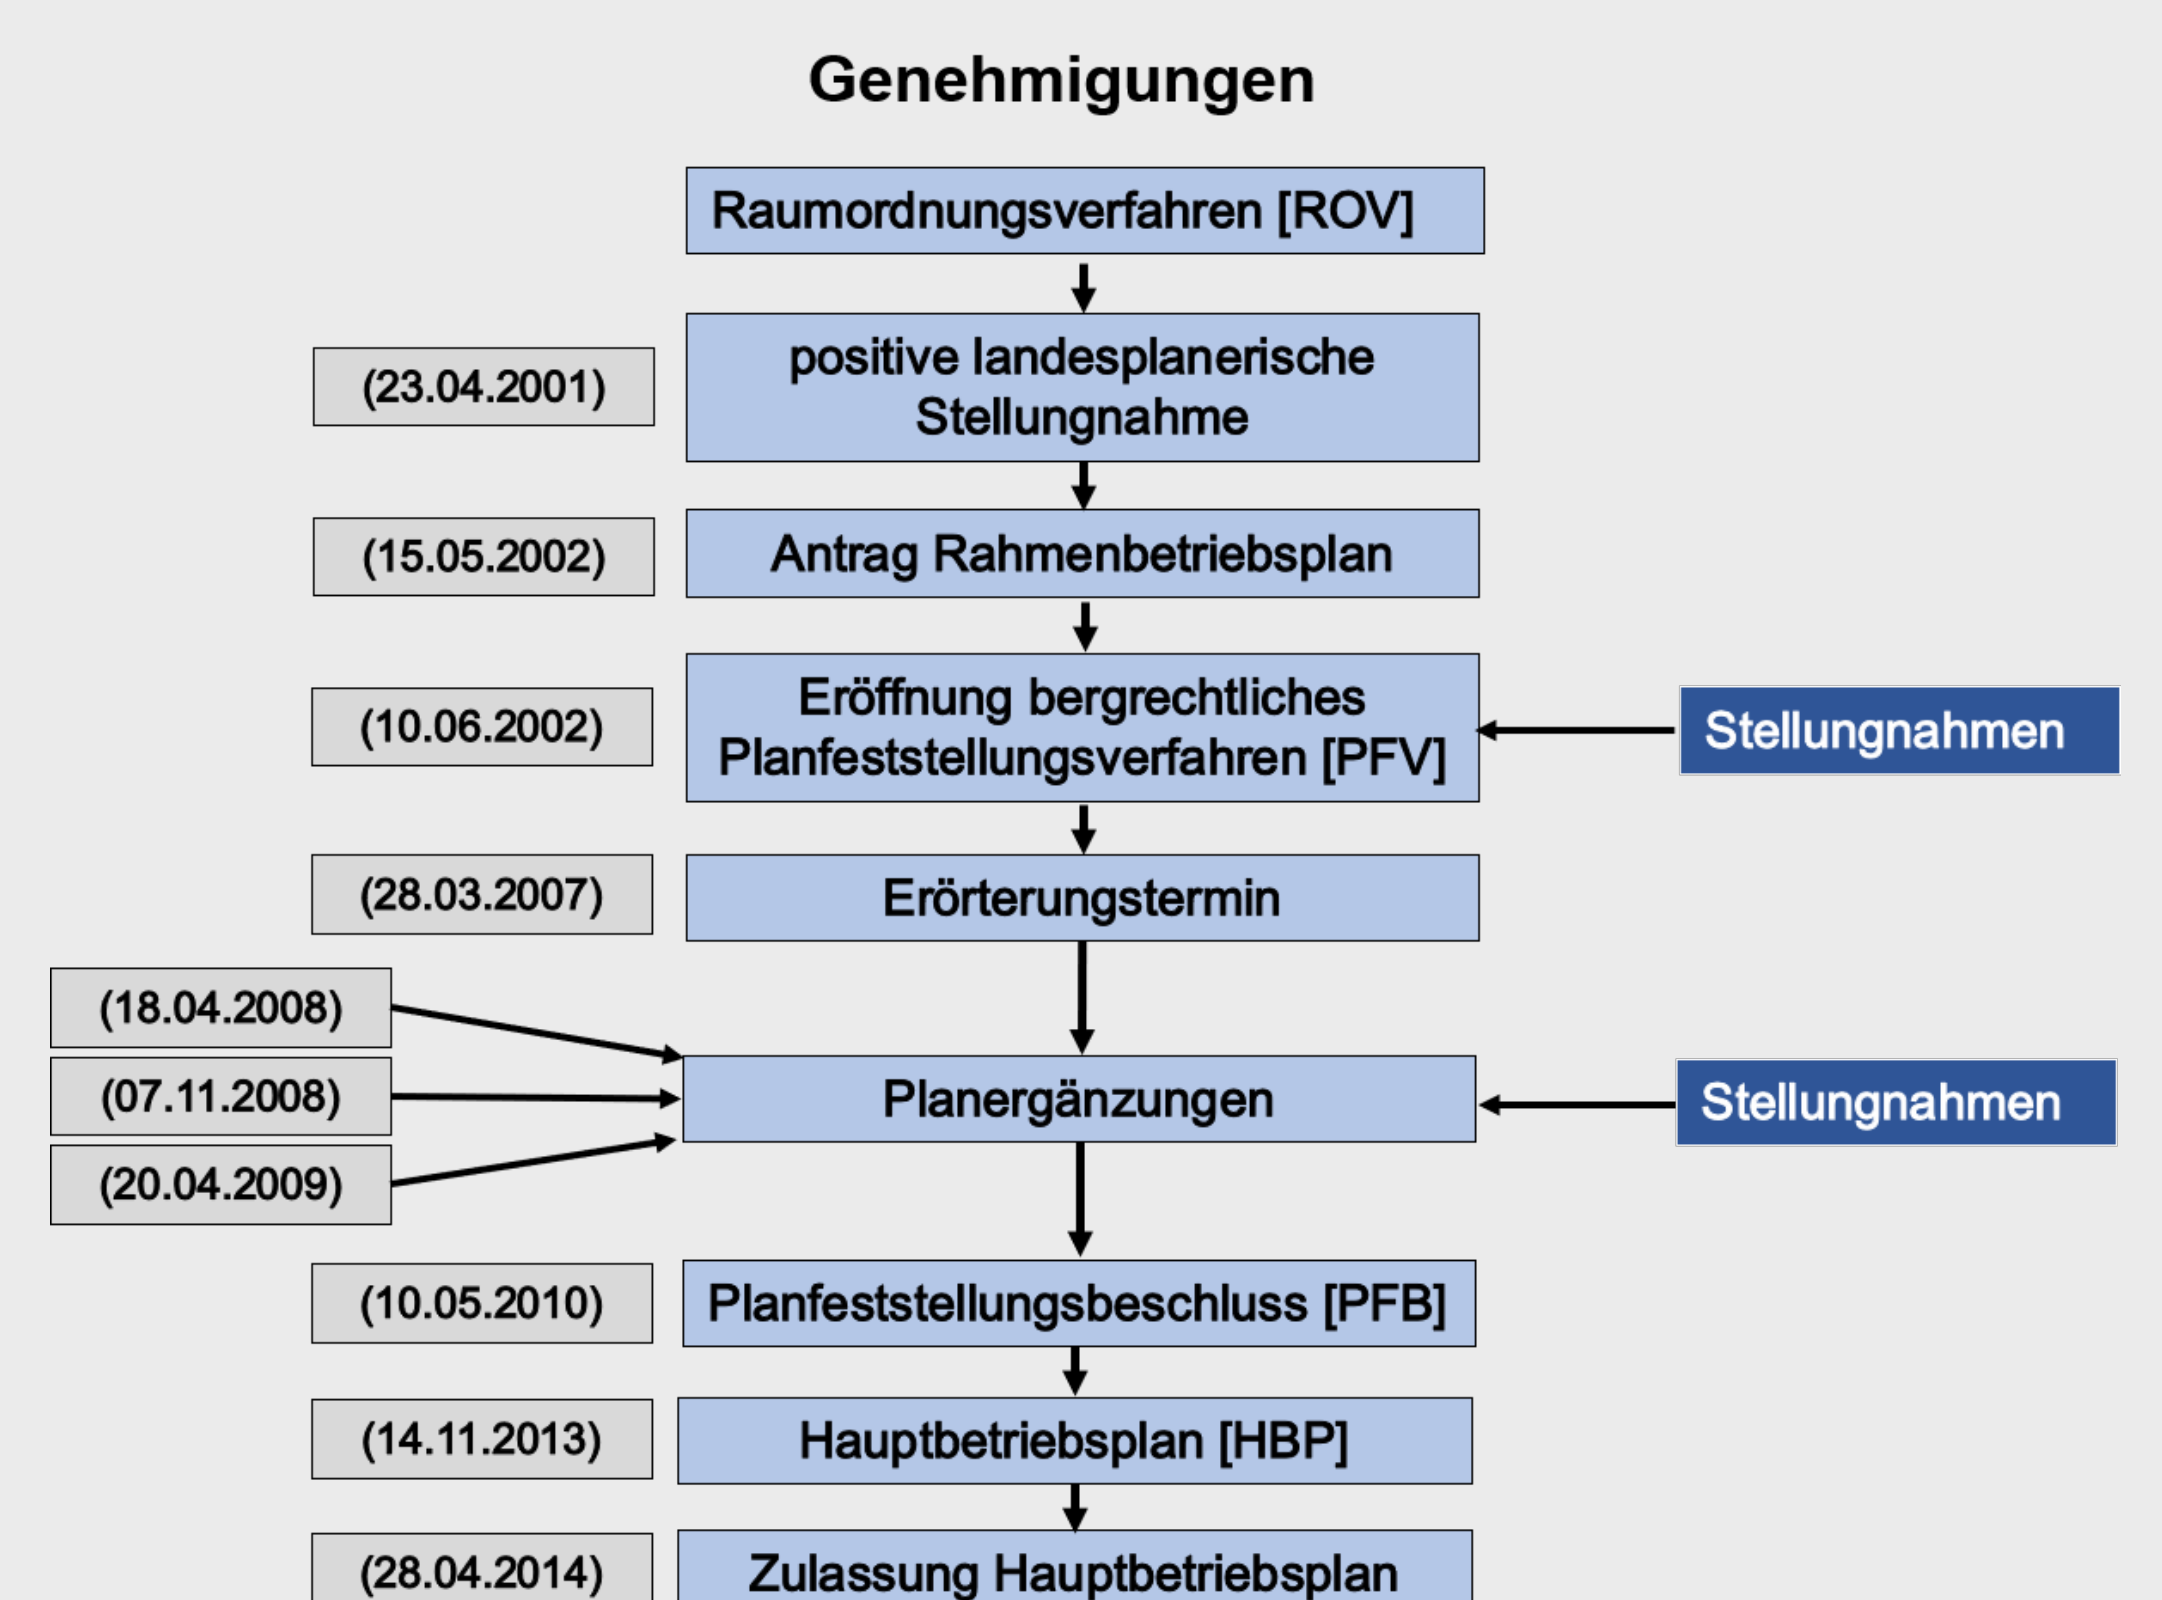 Genehmigungen
Raumordnungsverfahren [ROV]
(23.04.2001)
positive landesplanerische
Stellungnahme
(15.05.2002)
Antrag Rahmenbetriebsplan
(10.06.2002)
Eröffnung bergrechtliches
Planfeststellungsverfahren [PFV]
Stellungnahmen
(28.03.2007)
Erörterungstermin
(18.04.2008)
(07.11.2008)
(20.04.2009)
Planergänzungen
Stellungnahmen
(10.05.2010)
Planfeststellungsbeschluss [PFB]
(14.11.2013)
Hauptbetriebsplan [HBP]
(28.04.2014)
Zulassung Hauptbetriebsplan